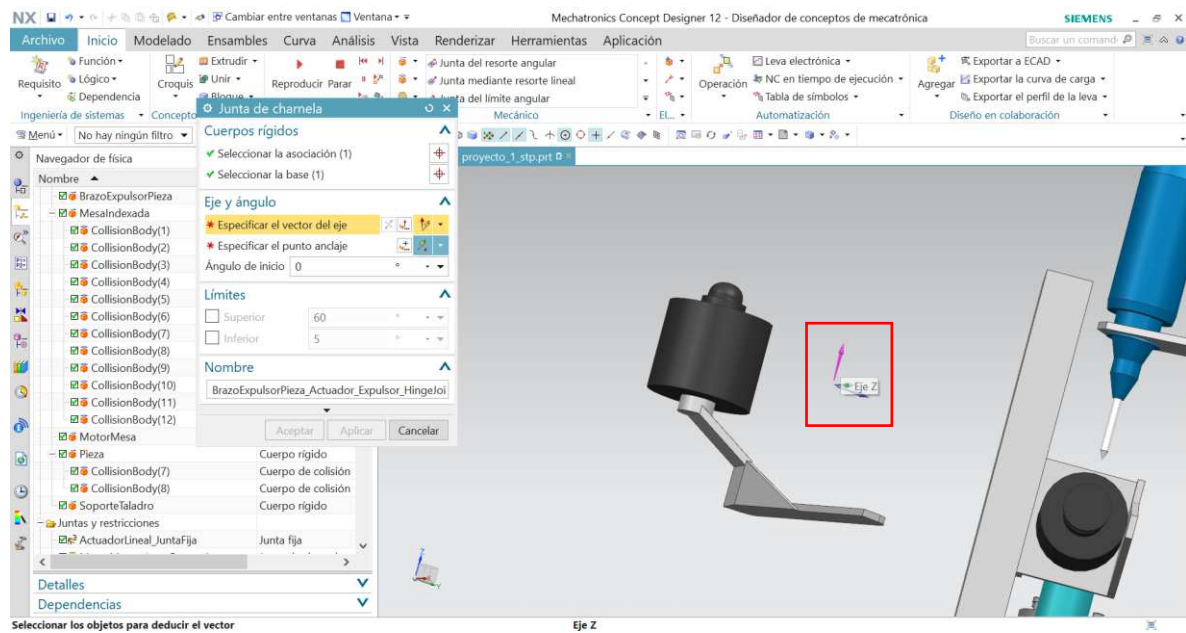 NX Cambiar entre ventanas Ventana Mechatronics Concept Designer 12 - Diseñador de conceptos de mecatrónica SIEMENS
Archivo Inicio Modelado Ensambles Curva Análisis Vista Renderizar Herramientas Aplicación Buscar un comand
Función Extrudir Junta del resorte angular Leva electrónica Exportar a ECAD
Requisito Lógico Croquis Unir Reproducir Parar Junta mediante resorte lineal Operación NC en tiempo de ejecución Agregar Exportar la curva de carga
Dependencia Bloque Junta del límite angular Tabla de símbolos Exportar el perfil de la leva
Ingeniería de sistemas Concepto Mecánico El... Automatización Diseño en colaboración
Menú No hay ningún filtro
proyecto_1_stp.prt
Navegador de física
Nombre
BrazoExpulsorPieza
MesaIndexada
CollisionBody(1)
CollisionBody(2)
CollisionBody(3)
CollisionBody(4)
CollisionBody(5)
CollisionBody(6)
CollisionBody(7)
CollisionBody(8)
CollisionBody(9)
CollisionBody(10)
CollisionBody(11)
CollisionBody(12)
MotorMesa
Pieza Cuerpo rígido
CollisionBody(7) Cuerpo de colisión
CollisionBody(8) Cuerpo de colisión
SoporteTaladro Cuerpo rígido
Juntas y restricciones
ActuadorLineal_JuntaFija Junta fija
Detalles
Dependencias
Junta de charnela
Cuerpos rígidos
Seleccionar la asociación (1)
Seleccionar la base (1)
Eje y ángulo
Especificar el vector del eje
Especificar el punto anclaje
Ángulo de inicio 0 °
Límites
Superior 60 °
Inferior 5 °
Nombre
BrazoExpulsorPieza_Actuador_Expulsor_HingeJoi
Aceptar Aplicar Cancelar
Eje Z
Z
Y
Seleccionar los objetos para deducir el vector Eje Z